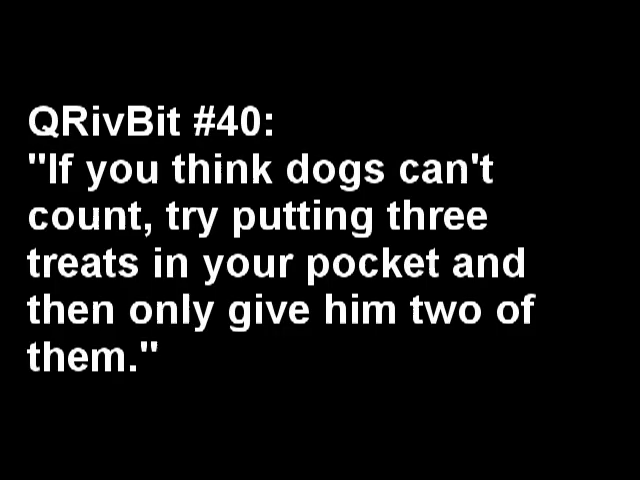 QRivBit #40:
"If you think dogs can't
count, try putting three
treats in your pocket and
then only give him two of
them."